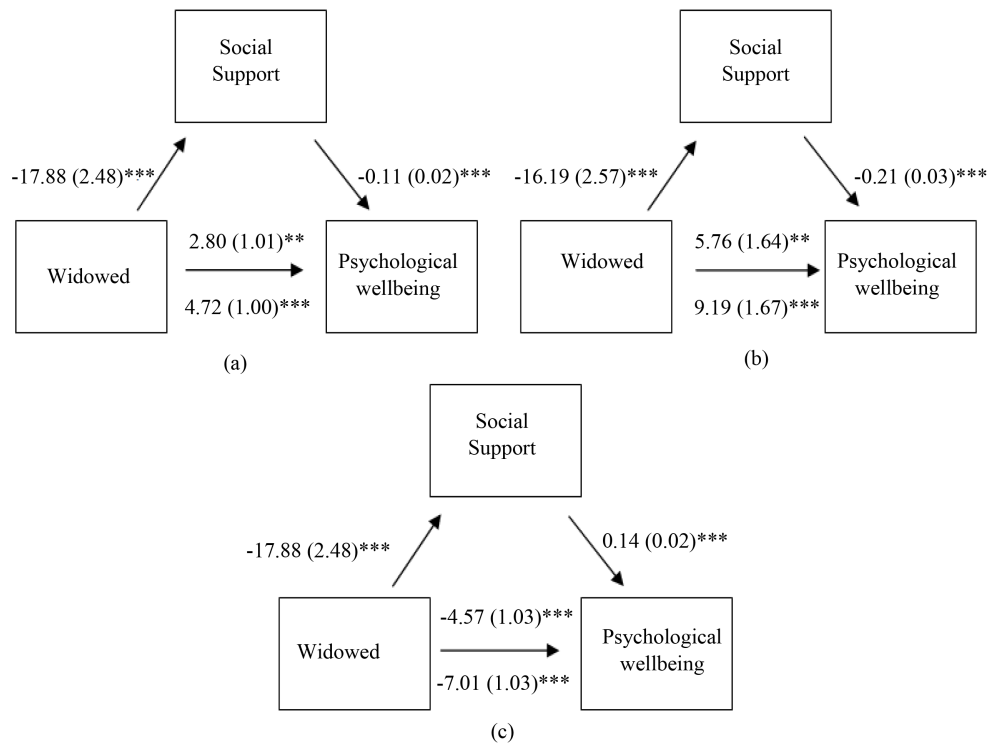 Social
Support
-17.88 (2.48)***
-0.11 (0.02)***
Widowed
2.80 (1.01)**
4.72 (1.00)***
Psychological
wellbeing
(a)
Social
Support
-16.19 (2.57)***
-0.21 (0.03)***
Widowed
5.76 (1.64)**
9.19 (1.67)***
Psychological
wellbeing
(b)
Social
Support
-17.88 (2.48)***
0.14 (0.02)***
Widowed
-4.57 (1.03)***
-7.01 (1.03)***
Psychological
wellbeing
(c)